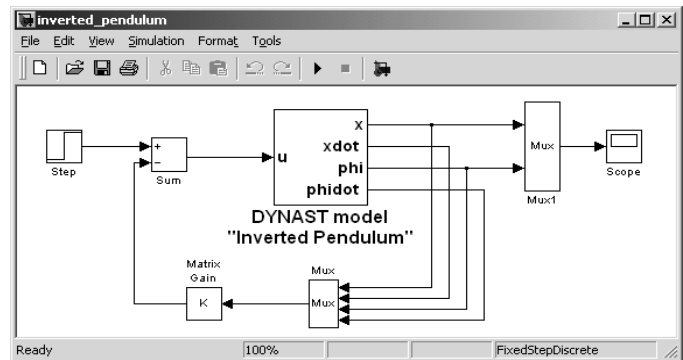 inverted_pendulum
File Edit View Simulation Format Tools
x
xdot
phi
phidot
u
+
−
Step
Sum
Mux
Mux1
Scope
DYNAST model
"Inverted Pendulum"
Matrix
Gain
K
Mux
Mux
Ready 100% FixedStepDiscrete